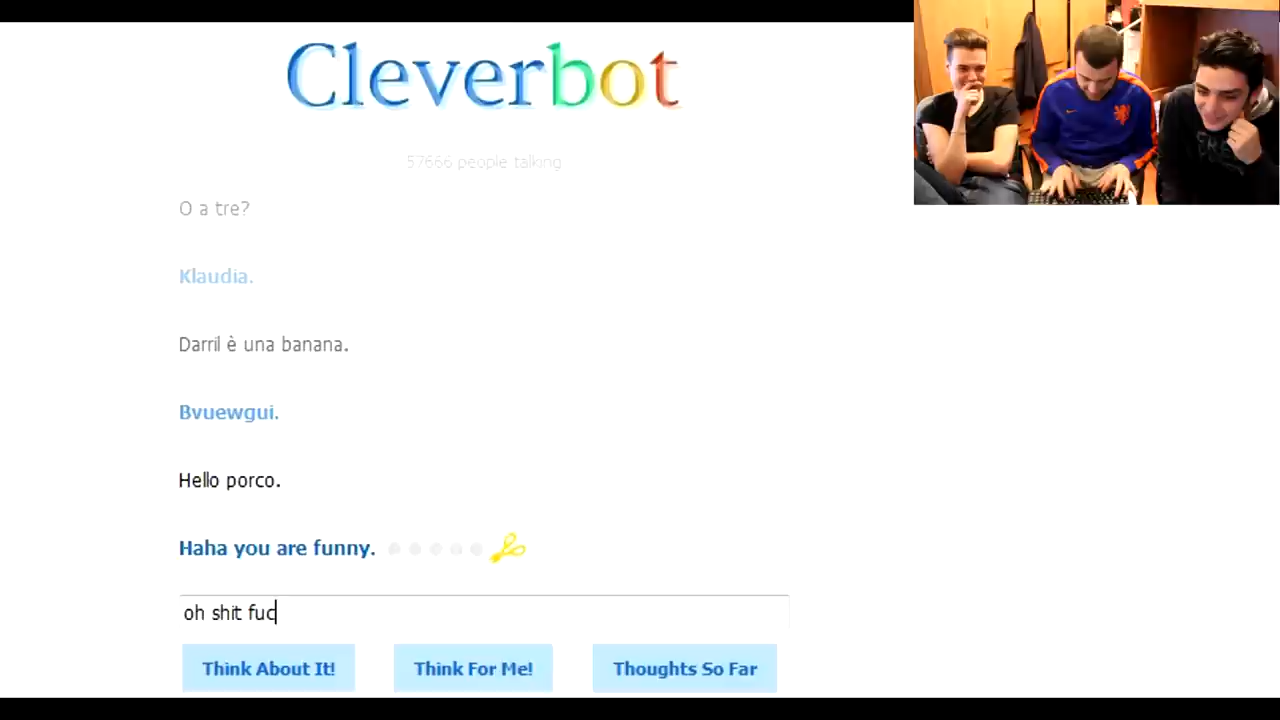 Cleverbot
57666 people talking
O a tre?
Klaudia.
Darril è una banana.
Bvuewgui.
Hello porco.
Haha you are funny.
oh shit fuc
Think About It!
Think For Me!
Thoughts So Far